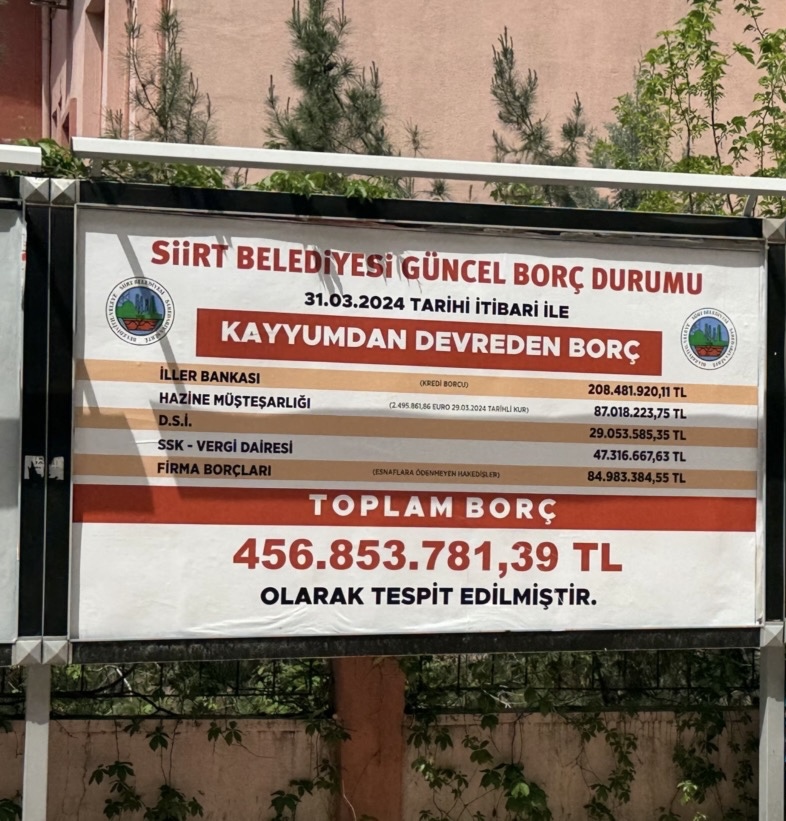 SiiRT BELEDiYESi GÜNCEL BORÇ DURUMU
31.03.2024 TARİHİ İTİBARI İLE
KAYYUMDAN DEVREDEN BORÇ
İLLER BANKASI (KREDİ BORCU) 208.481.920,11 TL
HAZİNE MÜŞTEŞARLIĞI (2.495.861,86 EURO 29.03.2024 TARİHLİ KUR) 87.018.223,75 TL
D.S.İ. 29.053.585,35 TL
SSK - VERGİ DAİRESİ 47.316.667,63 TL
FİRMA BORÇLARI (ESNAFLARA ÖDENMEYEN HAKEDİŞLER) 84.983.384,55 TL
TOPLAM BORÇ
456.853.781,39 TL
OLARAK TESPİT EDİLMİŞTİR.